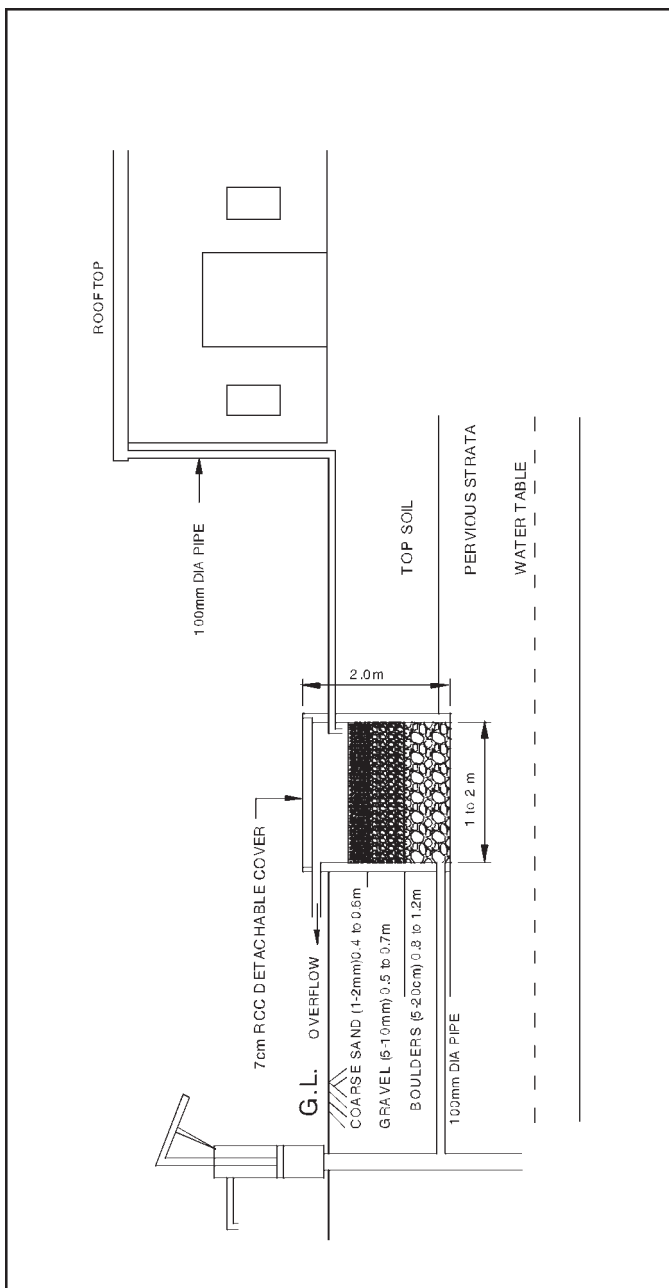 ROOFTOP
100mm DIA PIPE
TOP SOIL
PERVIOUS STRATA
WATER TABLE
2.0m
1 to 2 m
7cm RCC DETACHABLE COVER
OVERFLOW
G.L.
COARSE SAND (1-2mm) 0.4 to 0.6m
GRAVEL (5-10mm) 0.5 to 0.7m
BOULDERS (5-20cm) 0.8 to 1.2m
100mm DIA PIPE